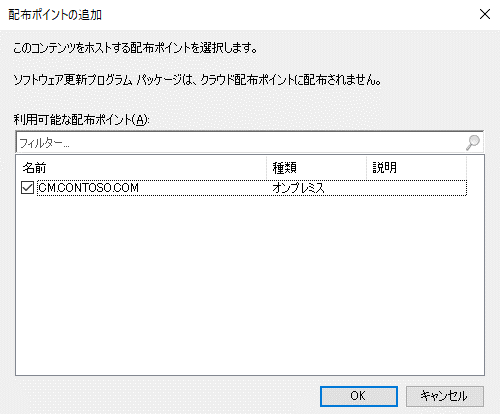 配布ポイントの追加
このコンテンツをホストする配布ポイントを選択します。
ソフトウェア更新プログラム パッケージは、クラウド配布ポイントに配布されません。
利用可能な配布ポイント(A):
フィルター...
名前 種類 説明
CM.CONTOSO.COM オンプレミス
OK キャンセル